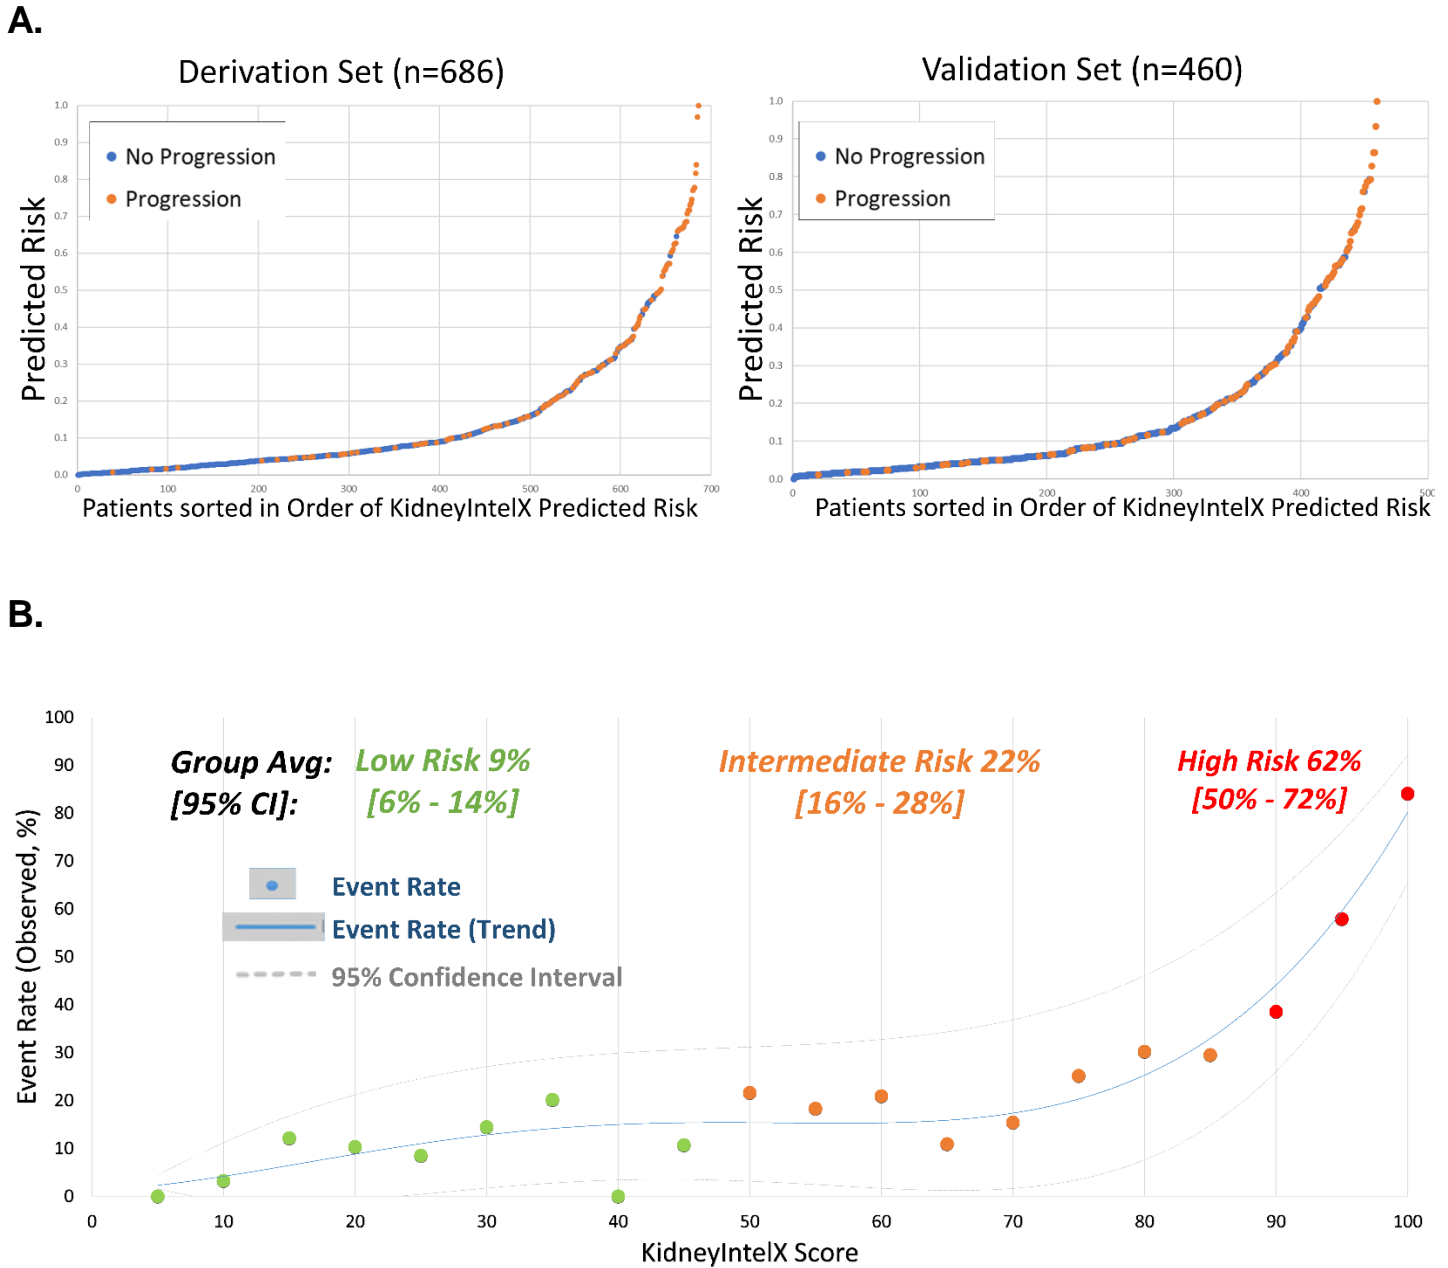 A.
Derivation Set (n=686)
Validation Set (n=460)
Predicted Risk
1.0
0.9
0.8
0.7
0.6
0.5
0.4
0.3
0.2
0.1
0.0
No Progression
Progression
0
100
200
300
400
500
600
700
Patients sorted in Order of KidneyIntelX Predicted Risk
Predicted Risk
1.0
0.9
0.8
0.7
0.6
0.5
0.4
0.3
0.2
0.1
0.0
No Progression
Progression
0
100
200
300
400
500
Patients sorted in Order of KidneyIntelX Predicted Risk
B.
Event Rate (Observed, %)
100
90
80
70
60
50
40
30
20
10
0
Group Avg:
[95% CI]:
Low Risk 9%
[6% - 14%]
Intermediate Risk 22%
[16% - 28%]
High Risk 62%
[50% - 72%]
Event Rate
Event Rate (Trend)
95% Confidence Interval
0
10
20
30
40
50
60
70
80
90
100
KidneyIntelX Score